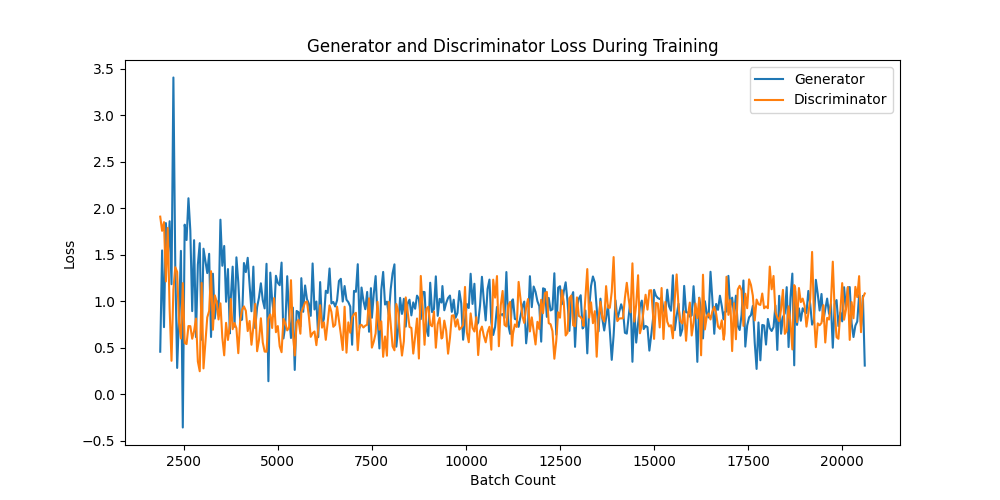 Generator and Discriminator Loss During Training
Generator
Discriminator
3.5
3.0
2.5
2.0
1.5
1.0
0.5
0.0
−0.5
Loss
2500 5000 7500 10000 12500 15000 17500 20000
Batch Count